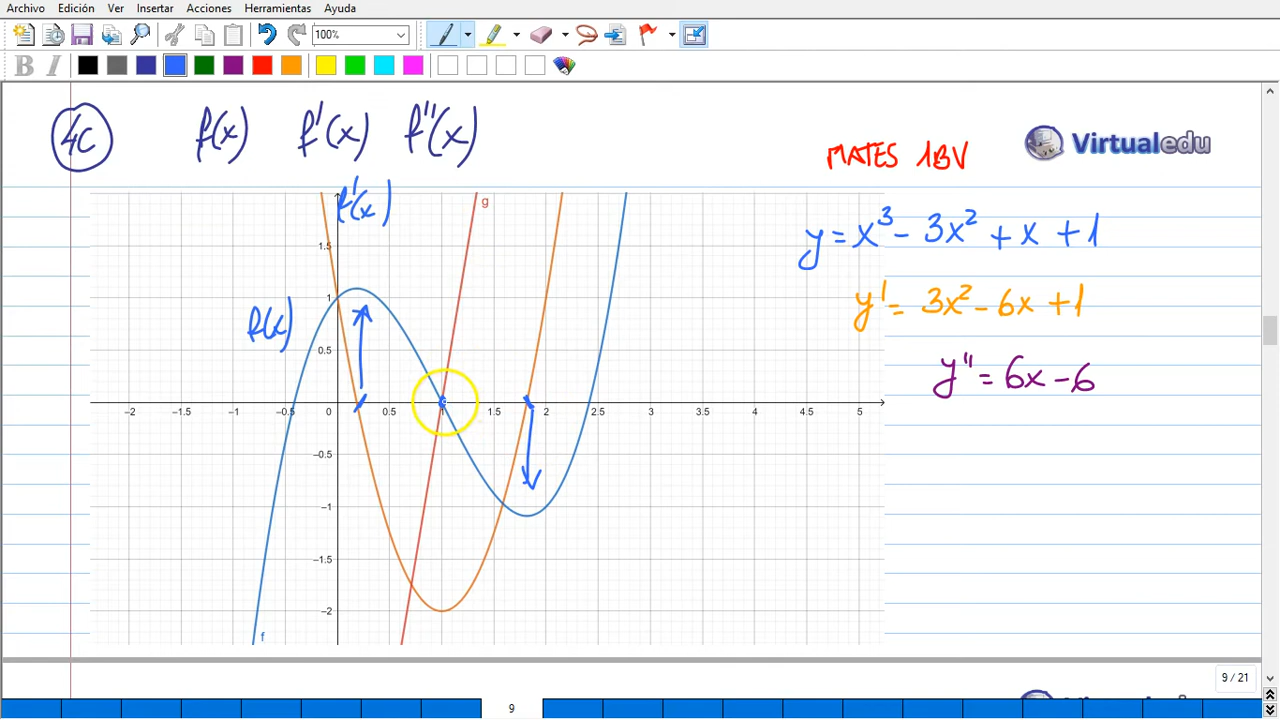 Archivo Edición Ver Insertar Acciones Herramientas Ayuda
100%
B I
4C f(x) f'(x) f''(x)
MATES 1BV
Virtualedu
f'(x)
g
y = x³ - 3x² + x + 1
1.5
1
y' = 3x² - 6x + 1
f(x)
0.5
y'' = 6x - 6
–2 –1.5 –1 –0.5 0 0.5 1 1.5 2 2.5 3 3.5 4 4.5 5
–0.5
–1
–1.5
–2
f
9 / 21
9